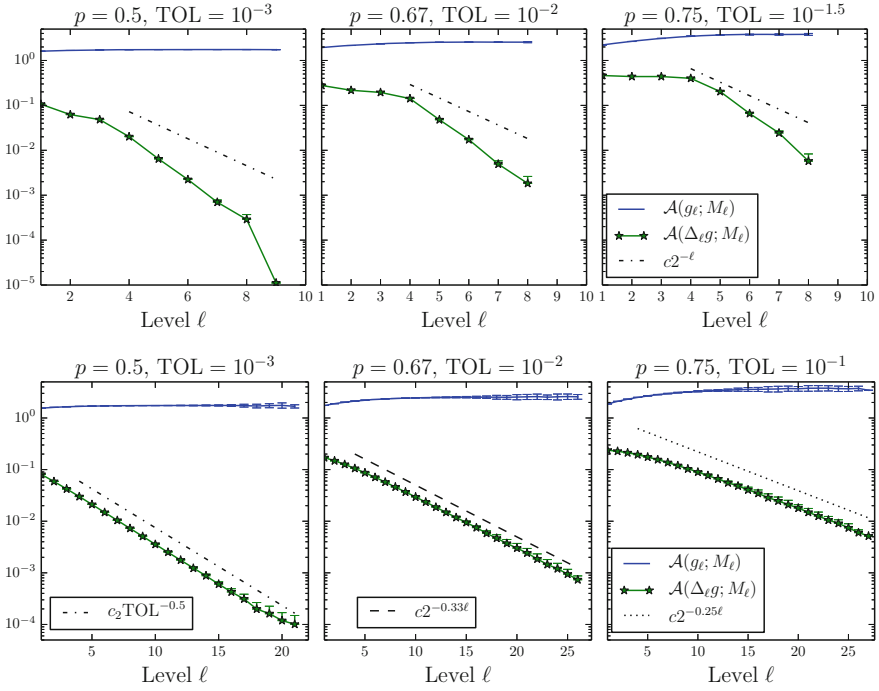 p = 0.5, TOL = 10^{-3}
p = 0.67, TOL = 10^{-2}
p = 0.75, TOL = 10^{-1.5}
10^0
10^{-1}
10^{-2}
10^{-3}
10^{-4}
10^{-5}
𝒜(g_ℓ; M_ℓ)
𝒜(Δ_ℓ g; M_ℓ)
c2^{-ℓ}
2 4 6 8 10
1 2 3 4 5 6 7 8 9 10
1 2 3 4 5 6 7 8 9 10
Level ℓ
Level ℓ
Level ℓ
p = 0.5, TOL = 10^{-3}
p = 0.67, TOL = 10^{-2}
p = 0.75, TOL = 10^{-1}
10^0
10^{-1}
10^{-2}
10^{-3}
10^{-4}
c_2TOL^{-0.5}
c2^{-0.33ℓ}
𝒜(g_ℓ; M_ℓ)
𝒜(Δ_ℓ g; M_ℓ)
c2^{-0.25ℓ}
5 10 15 20
5 10 15 20 25
5 10 15 20 25
Level ℓ
Level ℓ
Level ℓ